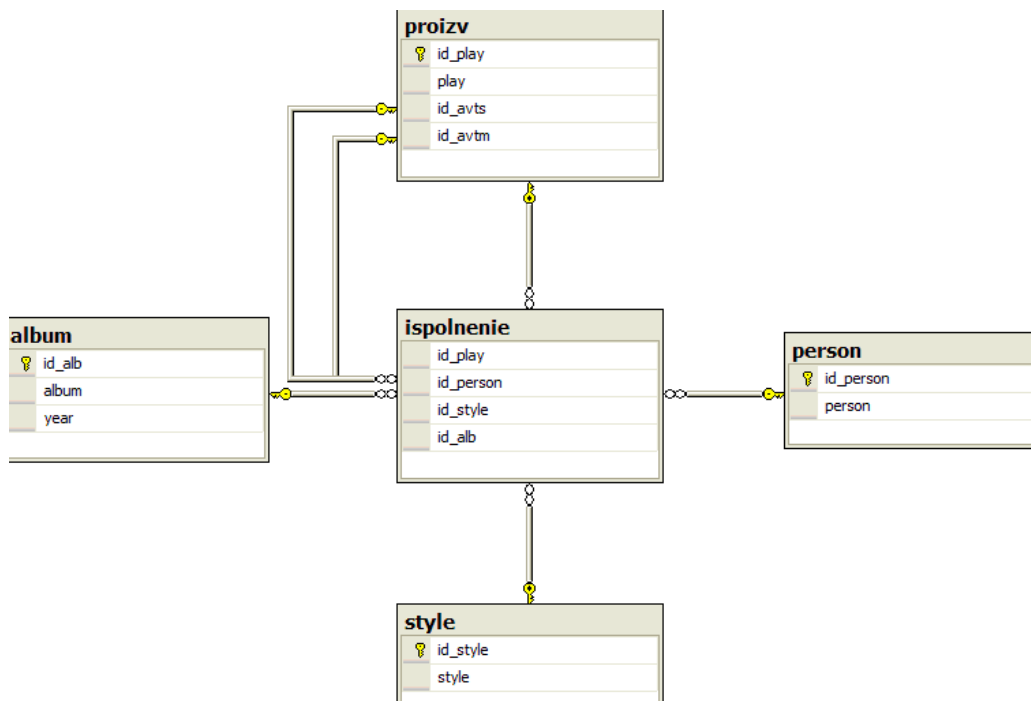 proizv
id_play
play
id_avts
id_avtm
album
id_alb
album
year
ispolnenie
id_play
id_person
id_style
id_alb
person
id_person
person
style
id_style
style